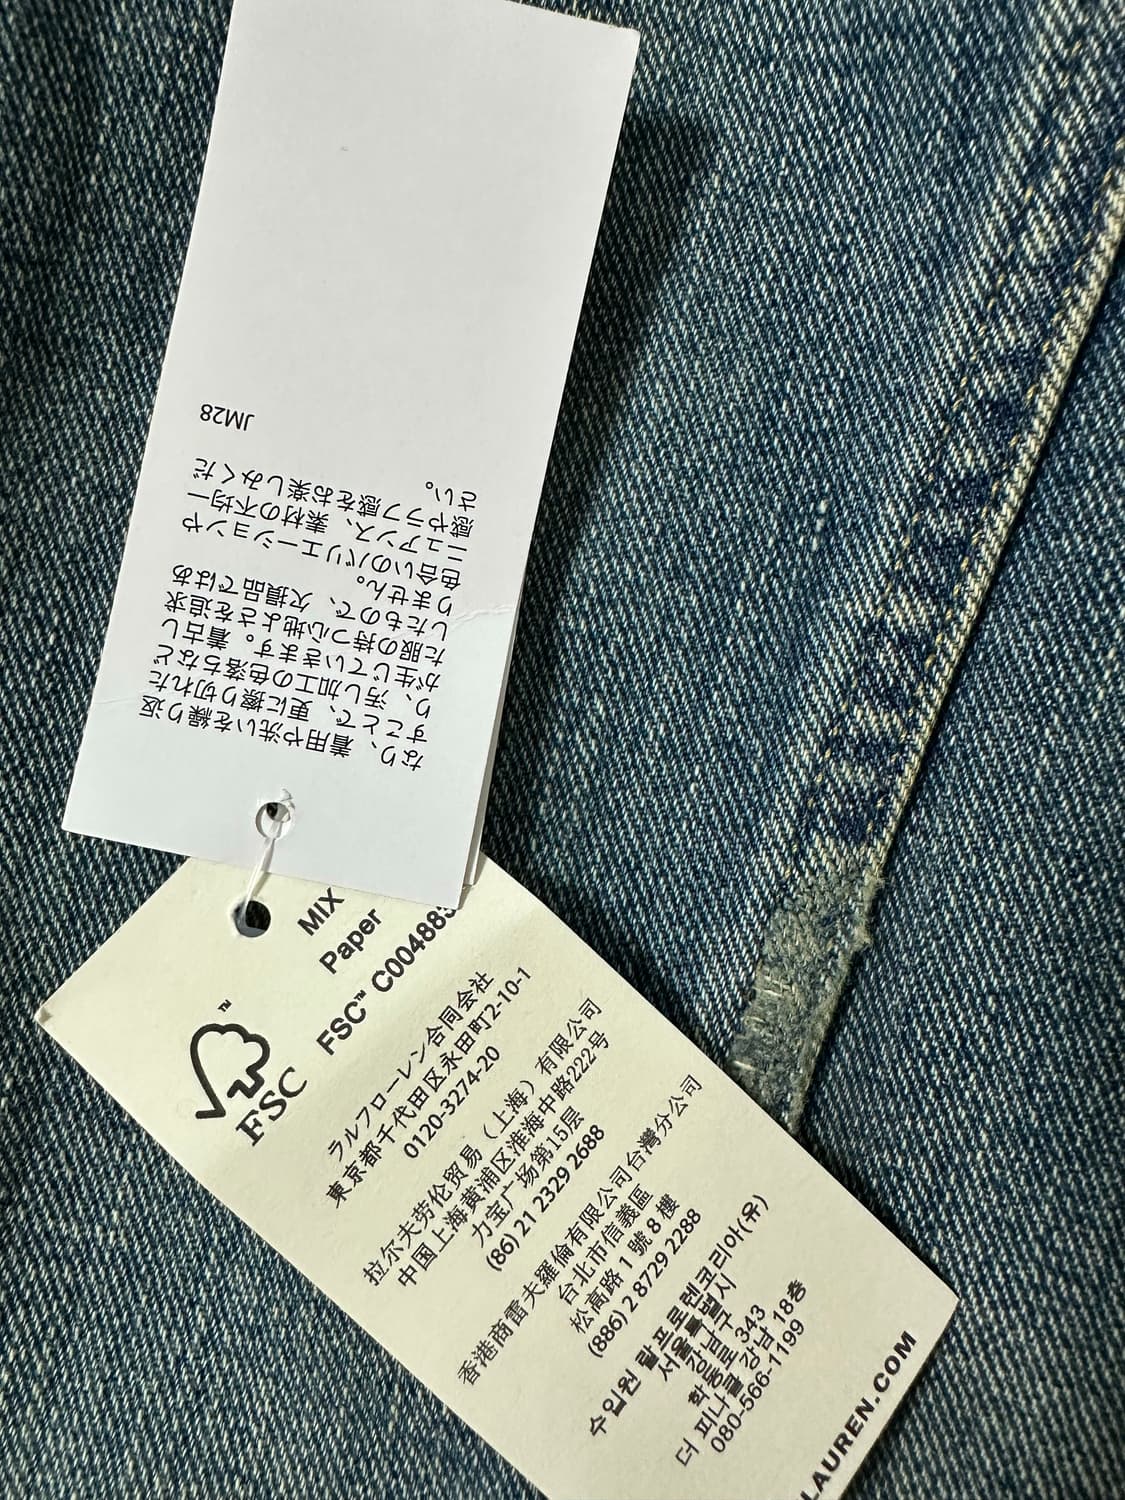 なり、着用や洗いを繰り返
すことで、更に擦り切れた
り、汚し加工の色落ちなど
が生じていきます。着古し
た服の持つ心地よさを追求
したもので、欠損品ではあ
りません。
色合いのバリエーションや
ニュアンス、素材の不均一
感やラフ感をお楽しみくだ
さい。
JM28
MIX
Paper
FSC™ C004883
™
FSC
ラルフローレン合同会社
東京都千代田区永田町2-10-1
0120-3274-20
拉尔夫劳伦贸易（上海）有限公司
中国上海黄浦区淮海中路222号
力宝广场第15层
(86) 21 2329 2688
香港商雷夫羅倫有限公司台灣分公司
台北市信義區
松高路 1 號 8 樓
(886) 2 8729 2288
수입원 랄프로렌코리아(유)
서울특별시
강남구
학동로 343
더 피나클 강남 18층
080-566-1199
LAUREN.COM